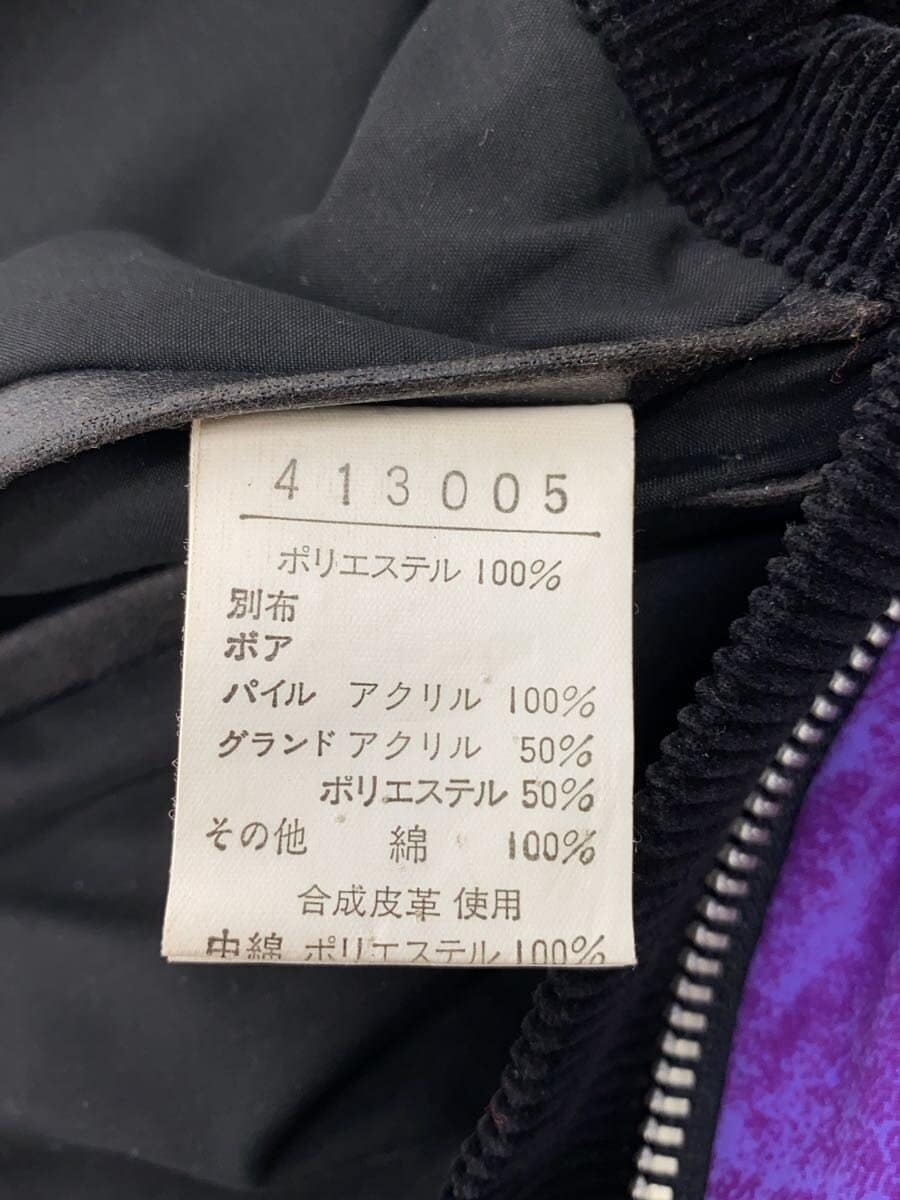 413005
ポリエステル 100%
別布
ボア
パイル アクリル 100%
グランド アクリル 50%
ポリエステル 50%
その他 綿 100%
合成皮革 使用
中綿 ポリエステル 100%